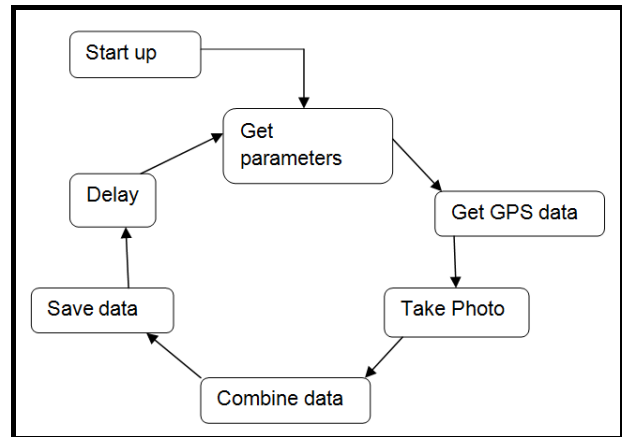 Start up
Get
parameters
Delay
Get GPS data
Save data
Take Photo
Combine data